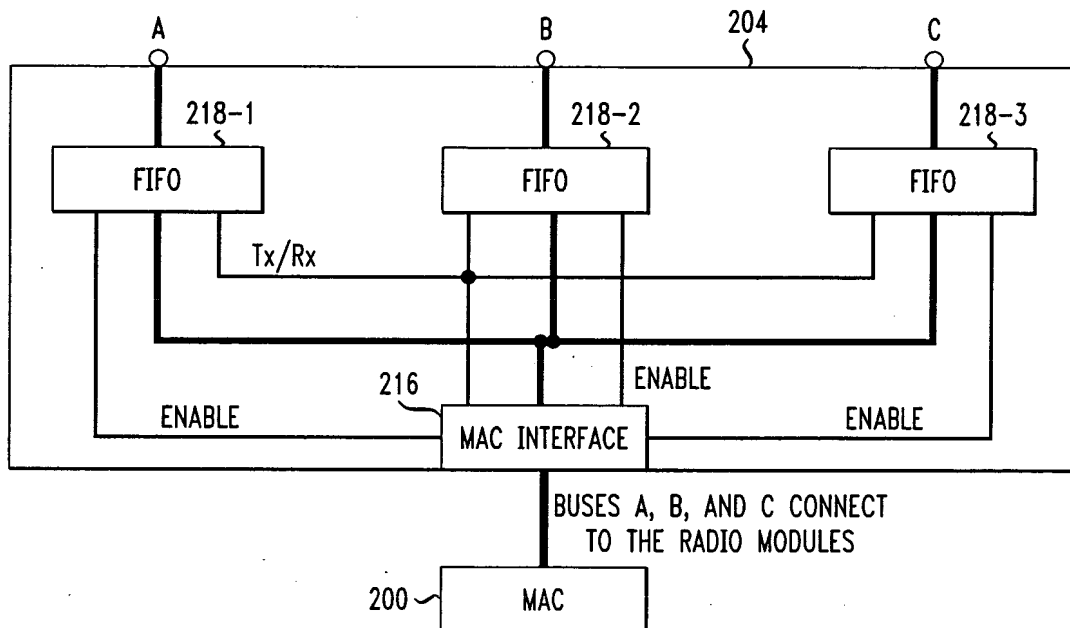 A
B
C
204
218-1
218-2
218-3
FIFO
FIFO
FIFO
Tx/Rx
216
ENABLE
ENABLE
ENABLE
MAC INTERFACE
BUSES A, B, AND C CONNECT
TO THE RADIO MODULES
200
MAC